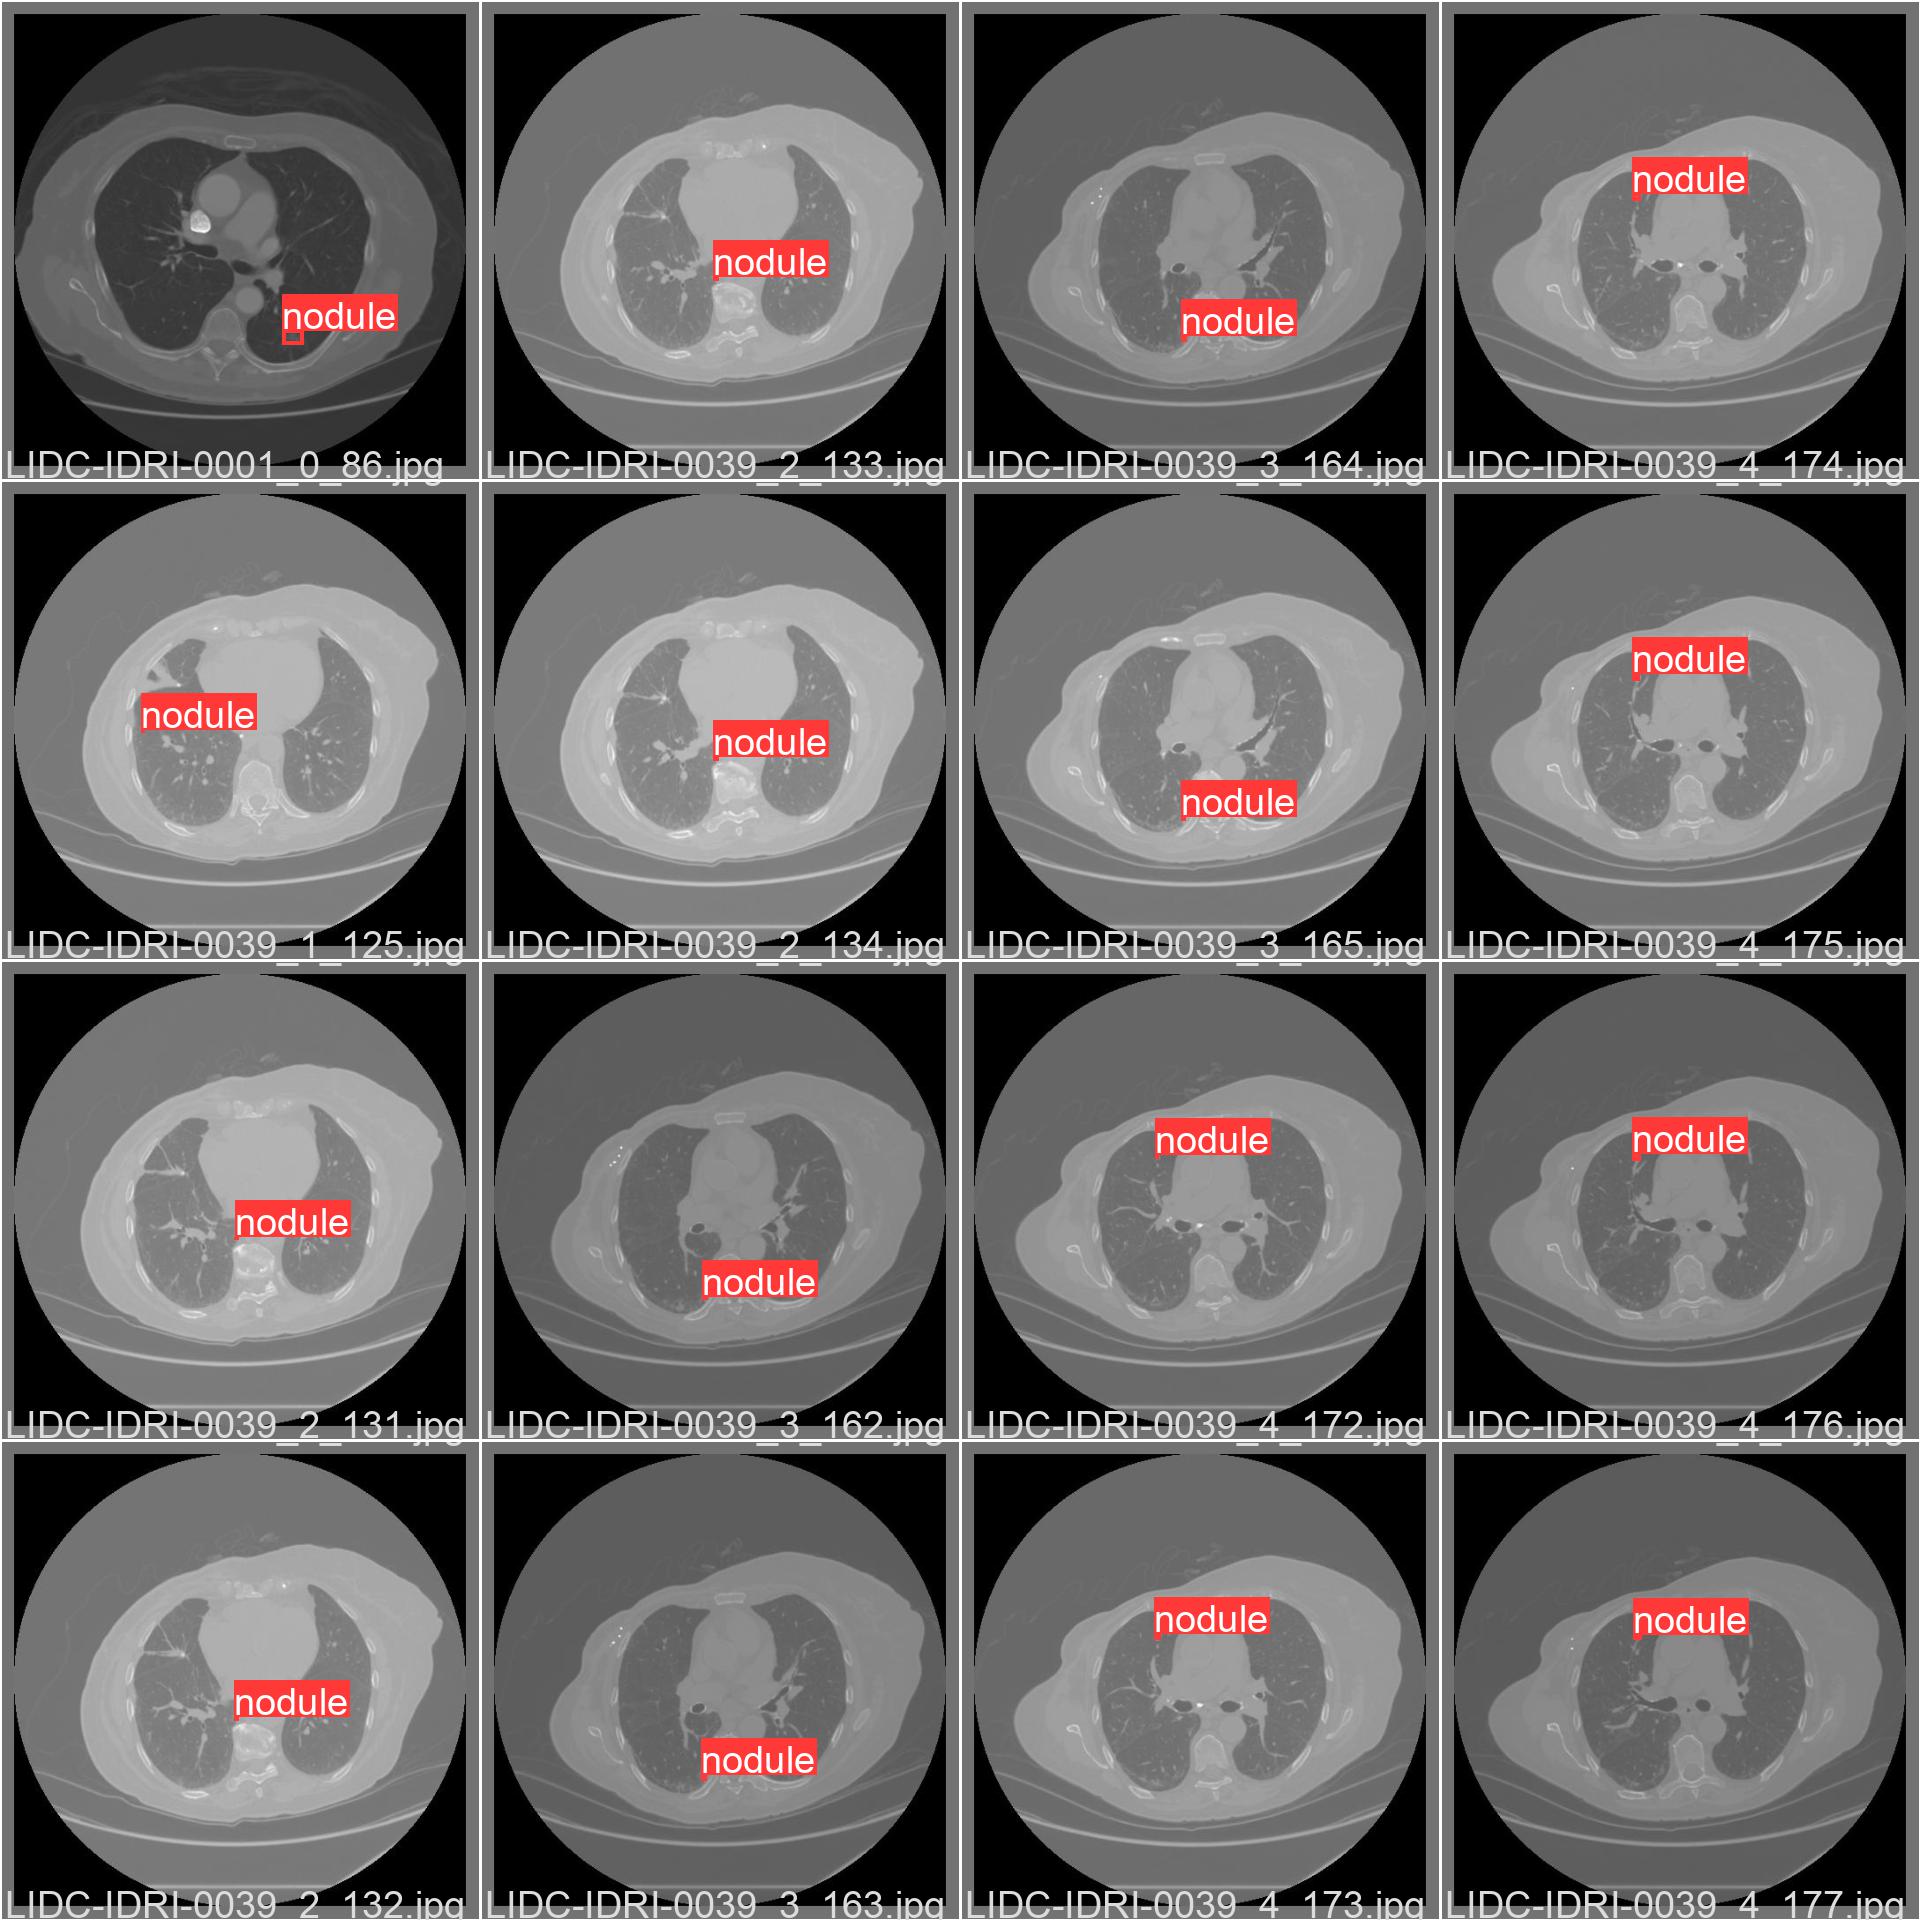 nodule
LIDC-IDRI-0001_0_86.jpg
nodule
LIDC-IDRI-0039_2_133.jpg
nodule
LIDC-IDRI-0039_3_164.jpg
nodule
LIDC-IDRI-0039_4_174.jpg
nodule
LIDC-IDRI-0039_1_125.jpg
nodule
LIDC-IDRI-0039_2_134.jpg
nodule
LIDC-IDRI-0039_3_165.jpg
nodule
LIDC-IDRI-0039_4_175.jpg
nodule
LIDC-IDRI-0039_2_131.jpg
nodule
LIDC-IDRI-0039_3_162.jpg
nodule
LIDC-IDRI-0039_4_172.jpg
nodule
LIDC-IDRI-0039_4_176.jpg
nodule
LIDC-IDRI-0039_2_132.jpg
nodule
LIDC-IDRI-0039_3_163.jpg
nodule
LIDC-IDRI-0039_4_173.jpg
nodule
LIDC-IDRI-0039_4_177.jpg